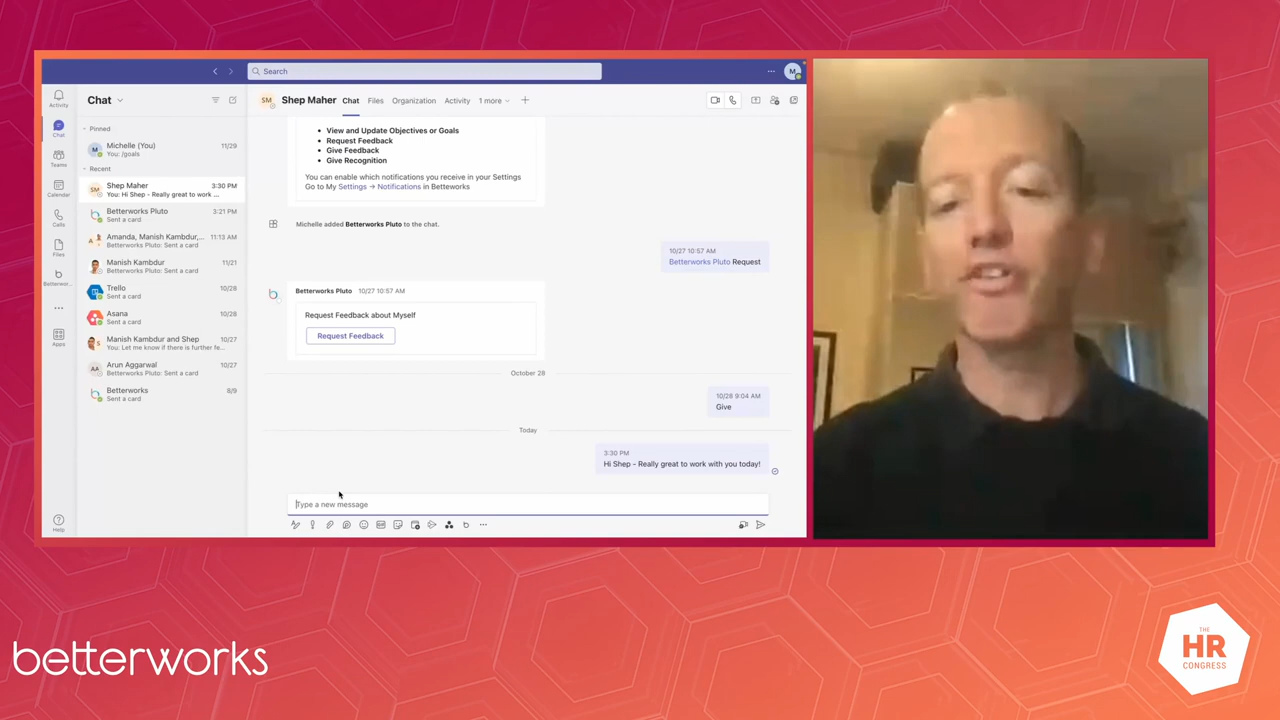 Search
M
Activity
Chat
Teams
Calendar
Calls
Files
Betterwor...
Apps
Help
Chat
Pinned
Michelle (You) 11/29
You: /goals
Recent
SM
Shep Maher 3:30 PM
You: Hi Shep - Really great to work ...
Betterworks Pluto 3:21 PM
Sent a card
Amanda, Manish Kambdur,... 11:13 AM
Betterworks Pluto: Sent a card
Manish Kambdur 11/21
Betterworks Pluto: Sent a card
Trello 10/28
Sent a card
Asana 10/28
Sent a card
Manish Kambdur and Shep 10/27
You: Let me know if there is further fe...
AA
Arun Aggarwal 10/27
Betterworks Pluto: Sent a card
Betterworks 8/9
Sent a card
SM Shep Maher Chat Files Organization Activity 1 more
View and Update Objectives or Goals
Request Feedback
Give Feedback
Give Recognition
You can enable which notifications you receive in your Settings
Go to My Settings → Notifications in Betteworks
Michelle added Betterworks Pluto to the chat.
10/27 10:57 AM
Betterworks Pluto Request
Betterworks Pluto 10/27 10:57 AM
Request Feedback about Myself
Request Feedback
October 28
10/28 9:04 AM
Give
Today
3:30 PM
Hi Shep - Really great to work with you today!
Type a new message
betterworks
THE
HR
CONGRESS